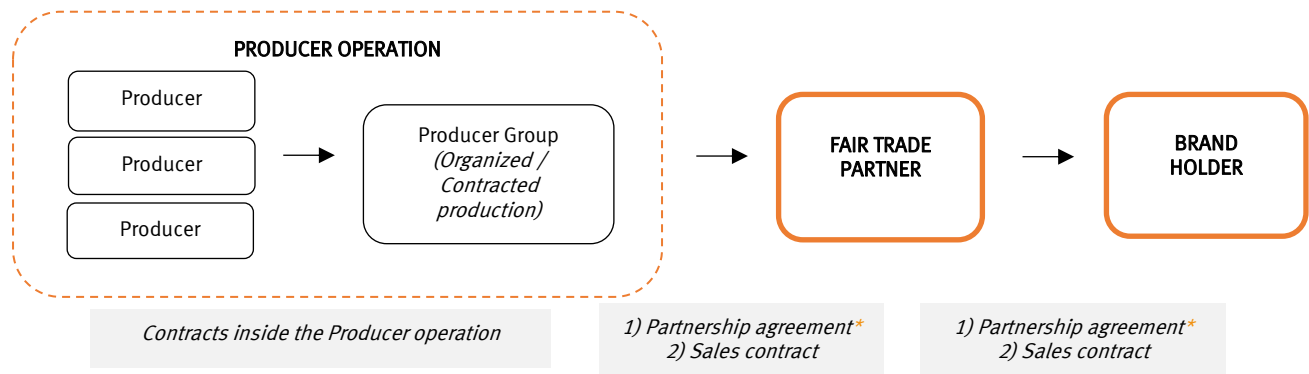 PRODUCER OPERATION
Producer
Producer
Producer
Producer Group
(Organized /
Contracted
production)
FAIR TRADE
PARTNER
BRAND
HOLDER
Contracts inside the Producer operation
1) Partnership agreement*
2) Sales contract
1) Partnership agreement*
2) Sales contract